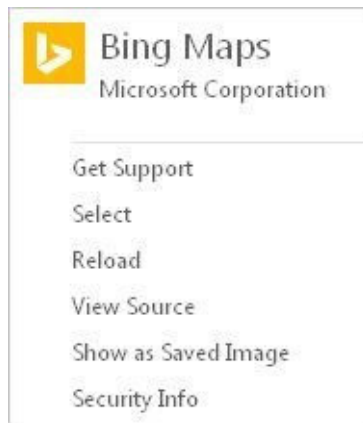 Bing Maps
Microsoft Corporation
Get Support
Select
Reload
View Source
Show as Saved Image
Security Info